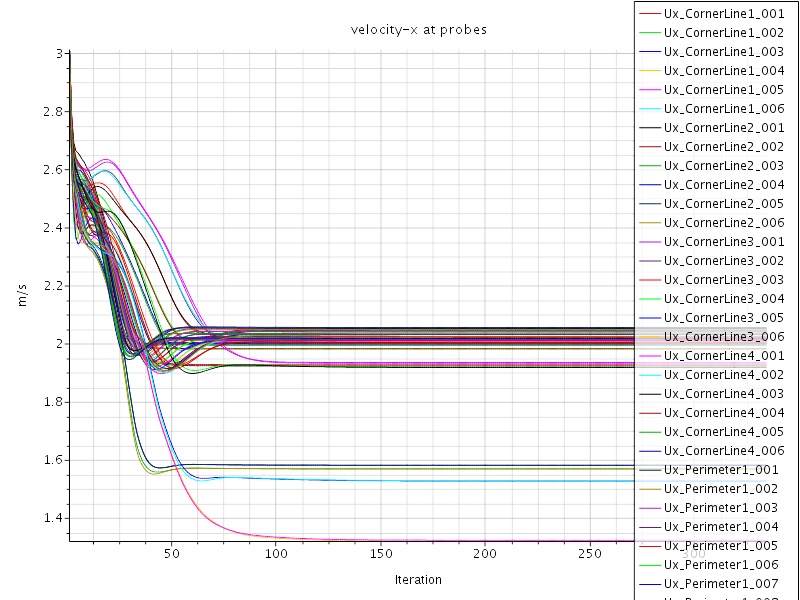 velocity-x at probes
3
2.8
2.6
2.4
2.2
2
1.8
1.6
1.4
m/s
50
100
150
200
250
300
Iteration
Ux_CornerLine1_001
Ux_CornerLine1_002
Ux_CornerLine1_003
Ux_CornerLine1_004
Ux_CornerLine1_005
Ux_CornerLine1_006
Ux_CornerLine2_001
Ux_CornerLine2_002
Ux_CornerLine2_003
Ux_CornerLine2_004
Ux_CornerLine2_005
Ux_CornerLine2_006
Ux_CornerLine3_001
Ux_CornerLine3_002
Ux_CornerLine3_003
Ux_CornerLine3_004
Ux_CornerLine3_005
Ux_CornerLine3_006
Ux_CornerLine4_001
Ux_CornerLine4_002
Ux_CornerLine4_003
Ux_CornerLine4_004
Ux_CornerLine4_005
Ux_CornerLine4_006
Ux_Perimeter1_001
Ux_Perimeter1_002
Ux_Perimeter1_003
Ux_Perimeter1_004
Ux_Perimeter1_005
Ux_Perimeter1_006
Ux_Perimeter1_007